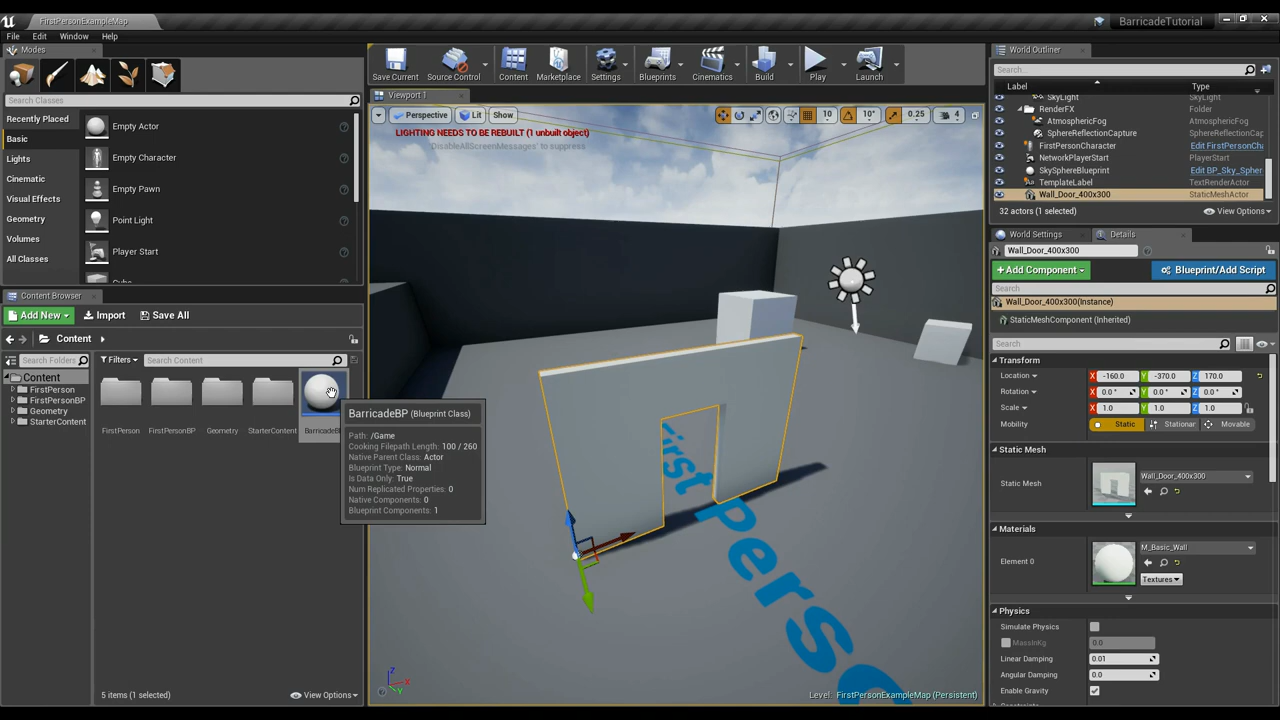 FirstPersonExampleMap
BarricadeTutorial
File Edit Window Help
Modes
Search Classes
Recently Placed
Basic
Lights
Cinematic
Visual Effects
Geometry
Volumes
All Classes
Empty Actor
Empty Character
Empty Pawn
Point Light
Player Start
Content Browser
Add New
Import
Save All
Content
Search Folders
Filters
Search Content
Content
FirstPerson
FirstPersonBP
Geometry
StarterContent
FirstPerson
FirstPersonBP
Geometry
StarterContent
BarricadeBP
BarricadeBP (Blueprint Class)
Path: /Game
Cooking Filepath Length: 100 / 260
Native Parent Class: Actor
Blueprint Type: Normal
Is Data Only: True
Num Replicated Properties: 0
Native Components: 0
Blueprint Components: 1
5 items (1 selected)
View Options
Save Current
Source Control
Content
Marketplace
Settings
Blueprints
Cinematics
Build
Play
Launch
Viewport 1
Perspective
Lit
Show
10
10°
0.25
4
LIGHTING NEEDS TO BE REBUILT (1 unbuilt object)
'DisableAllScreenMessages' to suppress
First Perso
Z
X
Y
Level: FirstPersonExampleMap (Persistent)
World Outliner
Search...
Label Type
SkyLight SkyLight
RenderFX Folder
AtmosphericFog AtmosphericFog
SphereReflectionCapture SphereReflectionCap
FirstPersonCharacter Edit FirstPersonCha
NetworkPlayerStart PlayerStart
SkySphereBlueprint Edit BP_Sky_Spher
TemplateLabel TextRenderActor
Wall_Door_400x300 StaticMeshActor
32 actors (1 selected)
View Options
World Settings
Details
Wall_Door_400x300
+Add Component
Blueprint/Add Script
Search
Wall_Door_400x300(Instance)
StaticMeshComponent (Inherited)
Search
Transform
Location X -160.0 Y -370.0 Z 170.0
Rotation X 0.0° Y 0.0° Z 0.0°
Scale X 1.0 Y 1.0 Z 1.0
Mobility Static Stationar Movable
Static Mesh
Static Mesh Wall_Door_400x300
Materials
Element 0 M_Basic_Wall
Textures
Physics
Simulate Physics
MassInKg 0.0
Linear Damping 0.01
Angular Damping 0.0
Enable Gravity